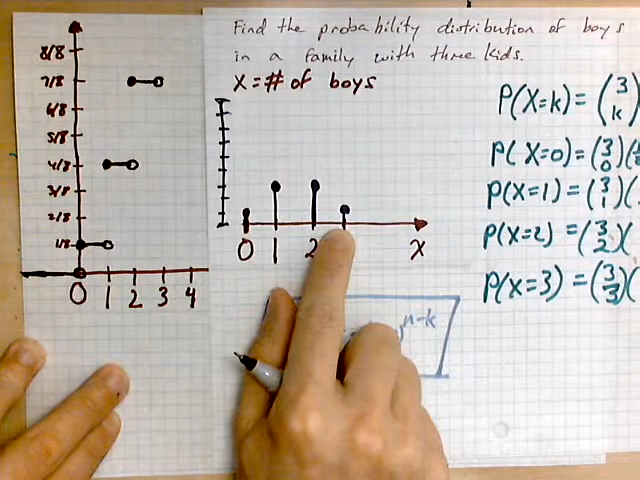 Find the probability distribution of boys
in a family with three kids.
X = # of boys
8/8
7/8
6/8
5/8
4/8
3/8
2/8
1/8
0 1 2 3 4
0 1 2 X
P(X=k) = (3 k)
P(X=0) = (3 0)(
P(X=1) = (3 1)(
P(X=2) = (3 2)(
P(X=3) = (3 3)(
n-k